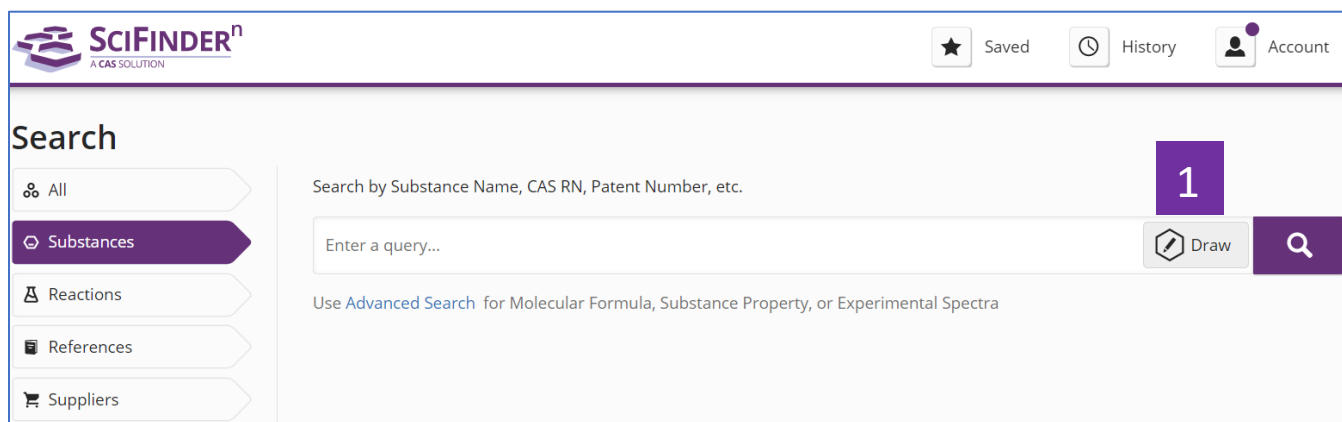 SCIFINDERⁿ
A CAS SOLUTION
Saved
History
Account
Search
All
Substances
Reactions
References
Suppliers
Search by Substance Name, CAS RN, Patent Number, etc.
1
Enter a query...
Draw
Use Advanced Search for Molecular Formula, Substance Property, or Experimental Spectra